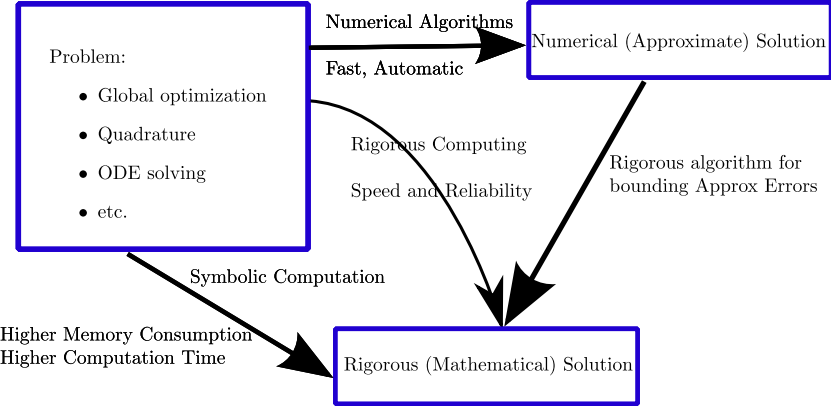 Numerical Algorithms
Fast, Automatic
Numerical (Approximate) Solution
Problem:
• Global optimization
• Quadrature
• ODE solving
• etc.
Rigorous Computing
Speed and Reliability
Rigorous algorithm for
bounding Approx Errors
Symbolic Computation
Higher Memory Consumption
Higher Computation Time
Rigorous (Mathematical) Solution